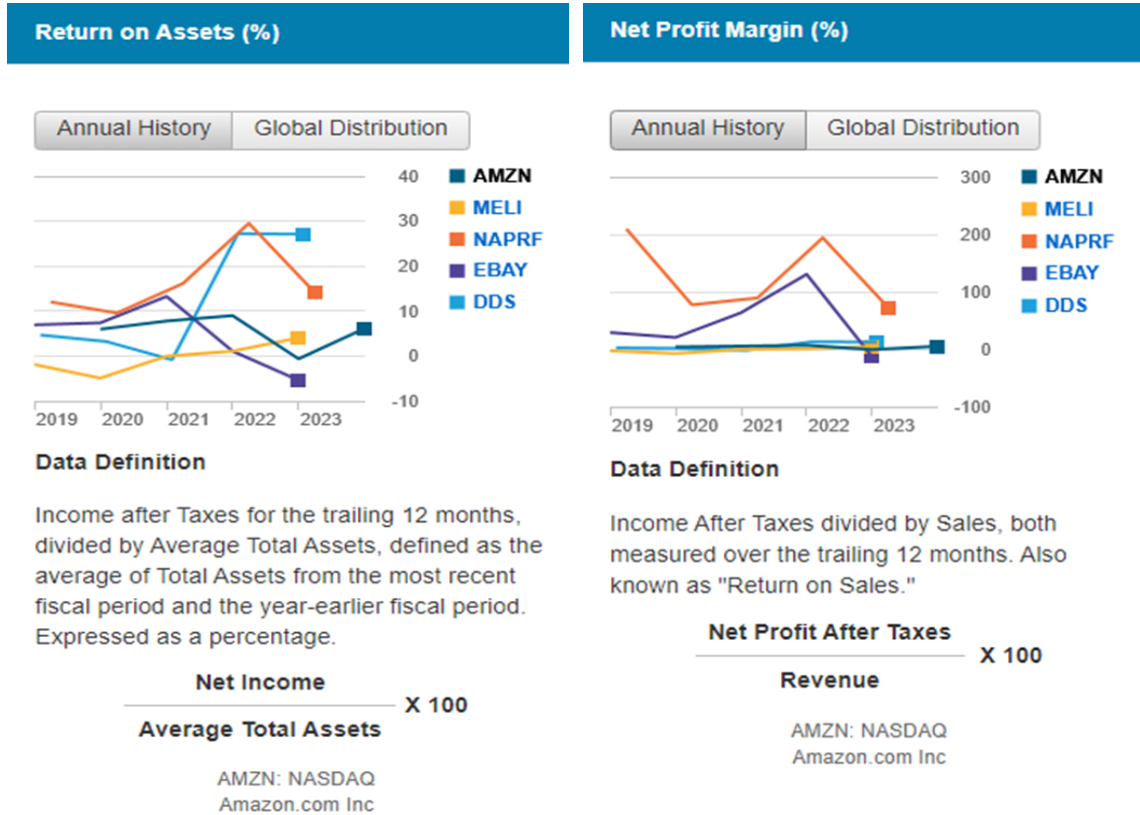 Return on Assets (%)
Annual History Global Distribution
40
30
20
10
0
-10
AMZN
MELI
NAPRF
EBAY
DDS
2019 2020 2021 2022 2023
Data Definition
Income after Taxes for the trailing 12 months,
divided by Average Total Assets, defined as the
average of Total Assets from the most recent
fiscal period and the year-earlier fiscal period.
Expressed as a percentage.
Net Income
X 100
Average Total Assets
AMZN: NASDAQ
Amazon.com Inc
Net Profit Margin (%)
Annual History Global Distribution
300
200
100
0
-100
AMZN
MELI
NAPRF
EBAY
DDS
2019 2020 2021 2022 2023
Data Definition
Income After Taxes divided by Sales, both
measured over the trailing 12 months. Also
known as "Return on Sales."
Net Profit After Taxes
X 100
Revenue
AMZN: NASDAQ
Amazon.com Inc